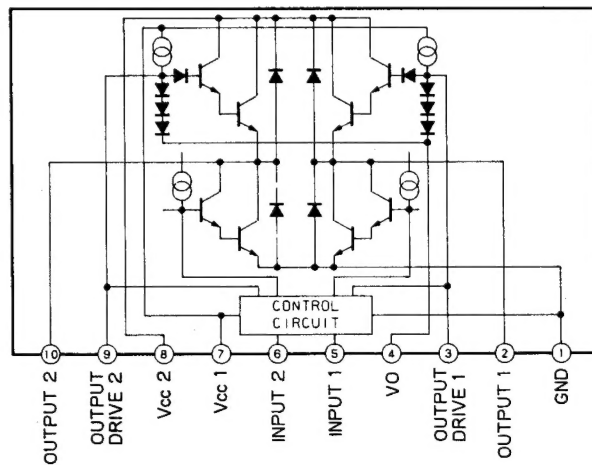 CONTROL
CIRCUIT
10 9 8 7 6 5 4 3 2 1
OUTPUT 2
OUTPUT
DRIVE 2
Vcc 2
Vcc 1
INPUT 2
INPUT 1
VO
OUTPUT
DRIVE 1
OUTPUT 1
GND